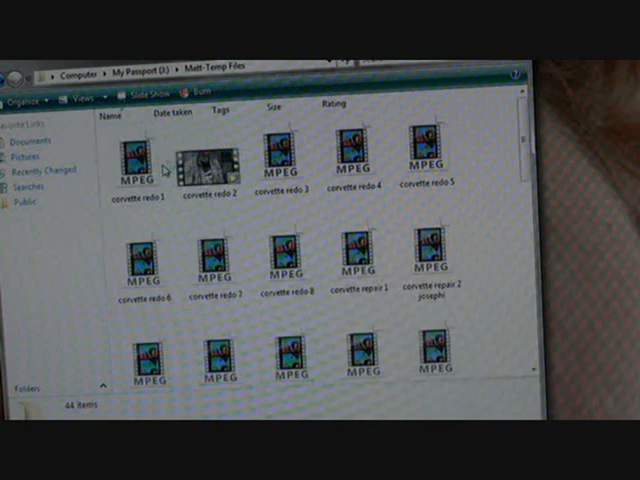 Computer ▸ My Passport (J:) ▸ Matt-Temp Files
Organize Views Slide Show Burn
Name Date taken Tags Size Rating
Favorite Links
Documents
Pictures
Recently Changed
Searches
Public
MPEG MPEG MPEG MPEG
corvette redo 1 corvette redo 2 corvette redo 3 corvette redo 4 corvette redo 5
MPEG MPEG MPEG MPEG MPEG
corvette redo 6 corvette redo 7 corvette redo 8 corvette repair 1 corvette repair 2
josephi
MPEG MPEG MPEG MPEG MPEG
Folders
44 items